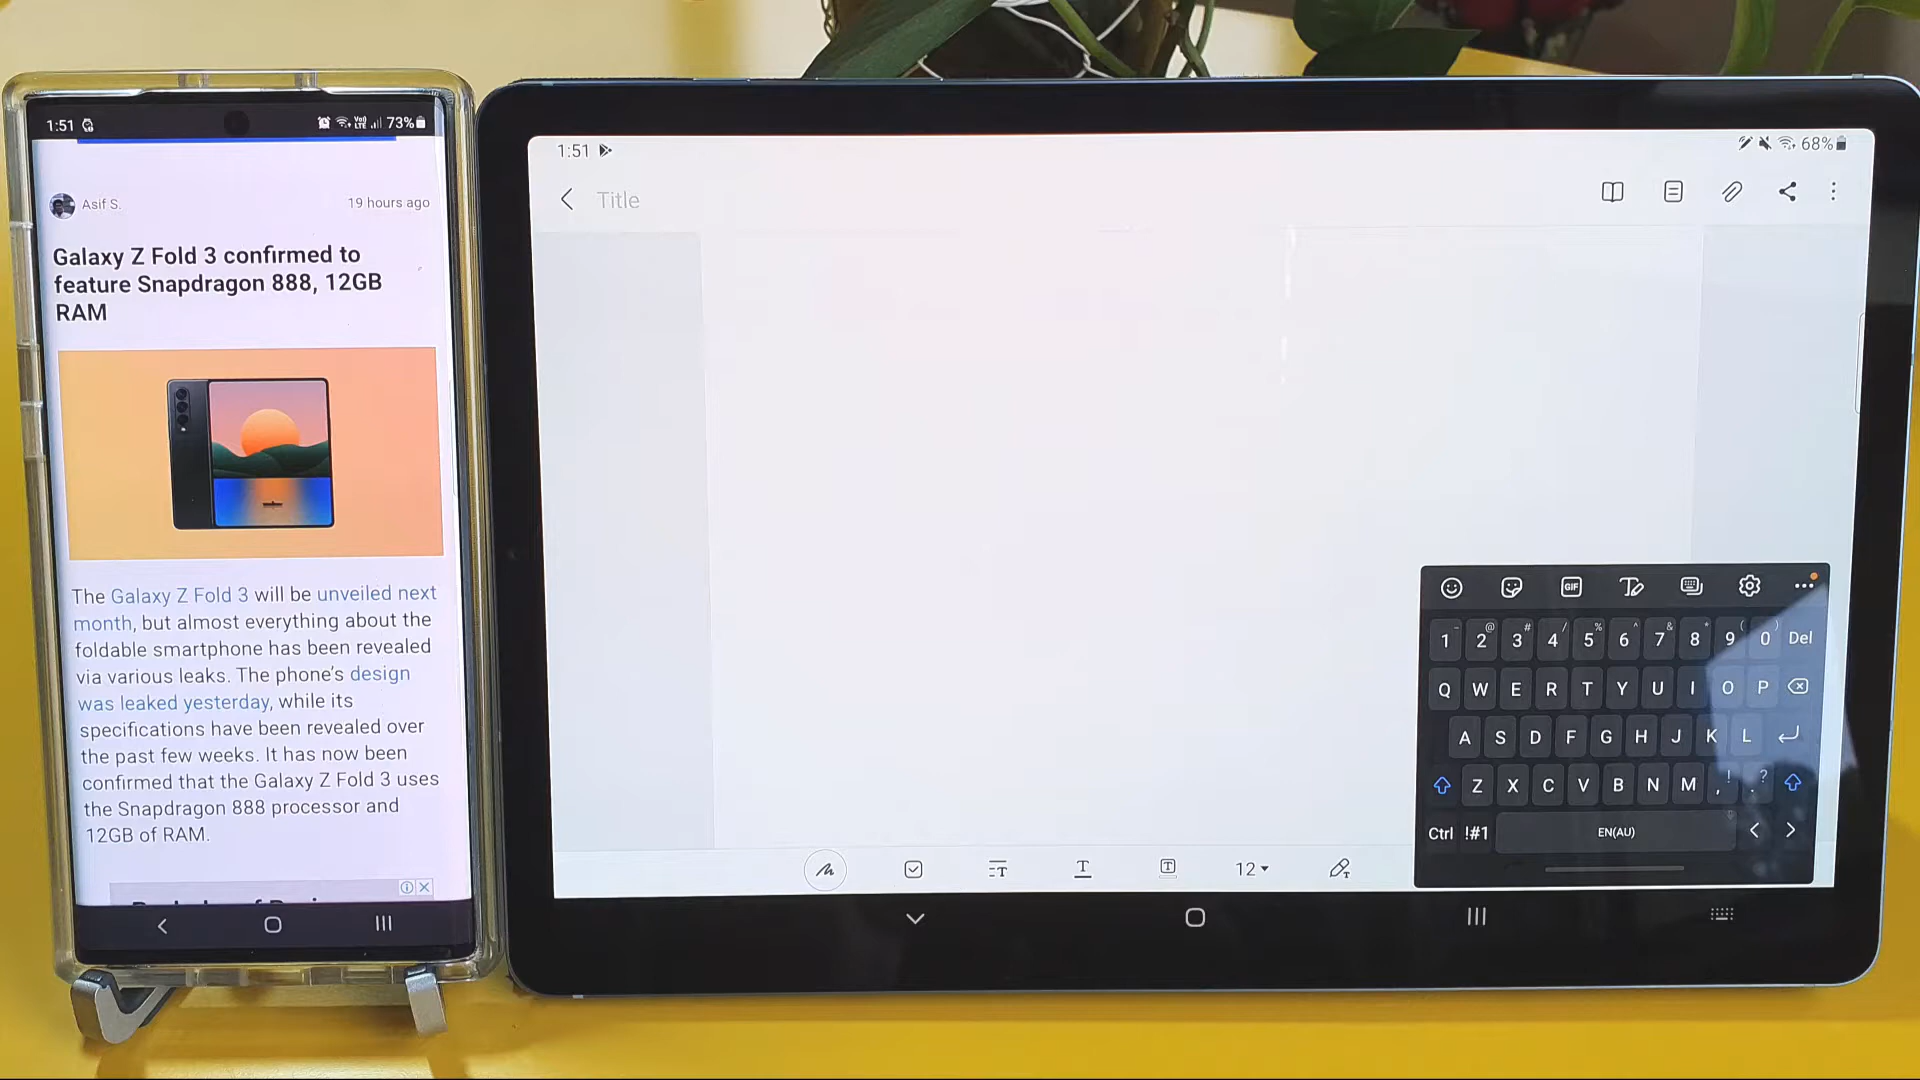 1:51
Vo)
LTE
73%
Asif S.
19 hours ago
Galaxy Z Fold 3 confirmed to
feature Snapdragon 888, 12GB
RAM
The Galaxy Z Fold 3 will be unveiled next
month, but almost everything about the
foldable smartphone has been revealed
via various leaks. The phone's design
was leaked yesterday, while its
specifications have been revealed over
the past few weeks. It has now been
confirmed that the Galaxy Z Fold 3 uses
the Snapdragon 888 processor and
12GB of RAM.
1:51
68%
Title
12
GIF
1 2 @ 3 # 4 / 5 % 6 ^ 7 & 8 * 9 ( 0 ) Del
Q W E R T Y U I O P
A S D F G H J K L
Z X C V B N M , ! . ?
Ctrl !#1 EN(AU) < >